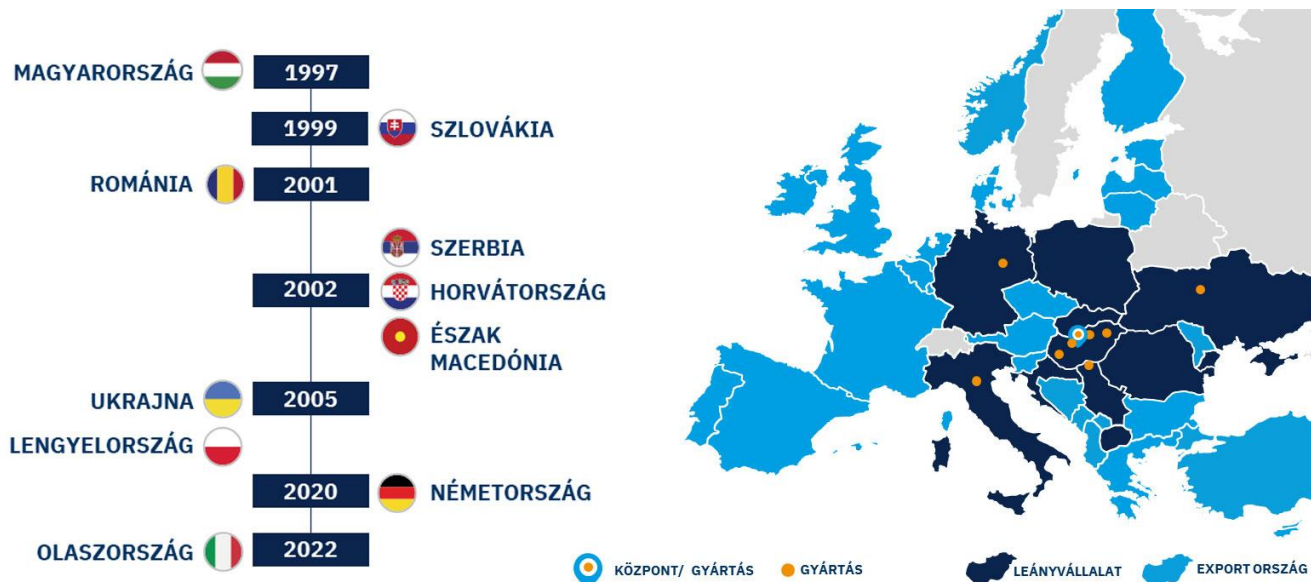 MAGYARORSZÁG
1997
1999
SZLOVÁKIA
ROMÁNIA
2001
SZERBIA
2002
HORVÁTORSZÁG
ÉSZAK
MACEDÓNIA
UKRAJNA
2005
LENGYELORSZÁG
2020
NÉMETORSZÁG
OLASZORSZÁG
2022
KÖZPONT/ GYÁRTÁS
GYÁRTÁS
LEÁNYVÁLLALAT
EXPORT ORSZÁG